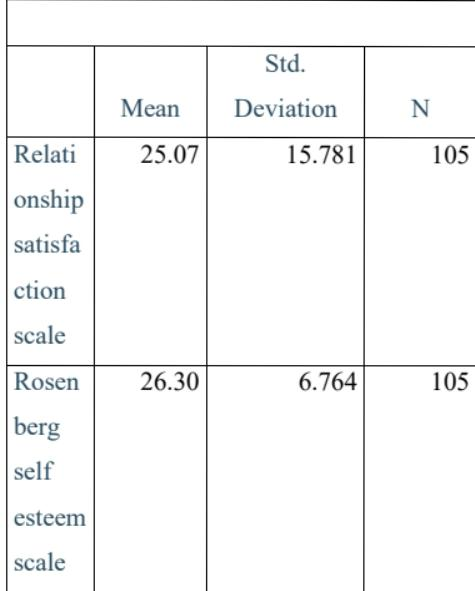 Std.
Mean Deviation N
Relati 25.07 15.781 105
onship
satisfa
ction
scale
Rosen 26.30 6.764 105
berg
self
esteem
scale